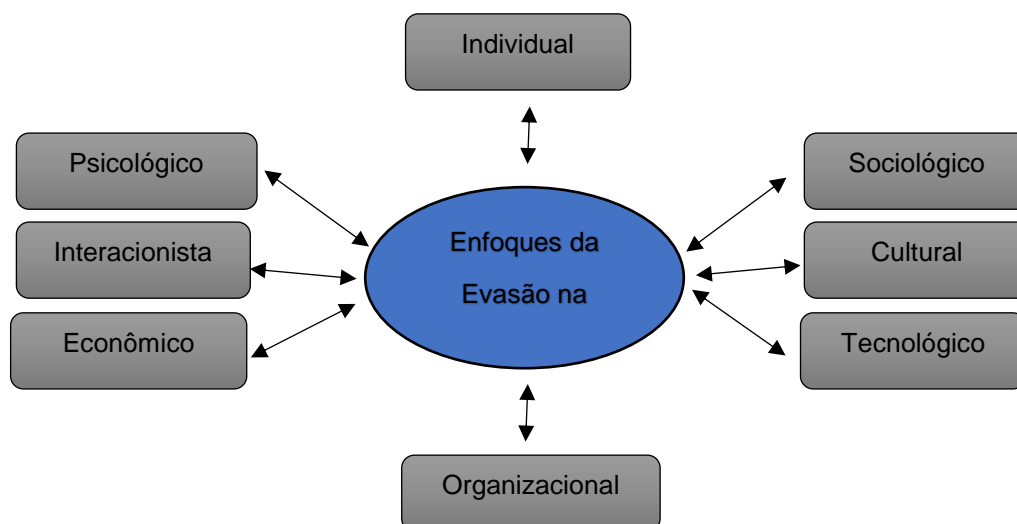 Individual
Psicológico
Sociológico
Enfoques da
Evasão na
Interacionista
Cultural
Econômico
Tecnológico
Organizacional